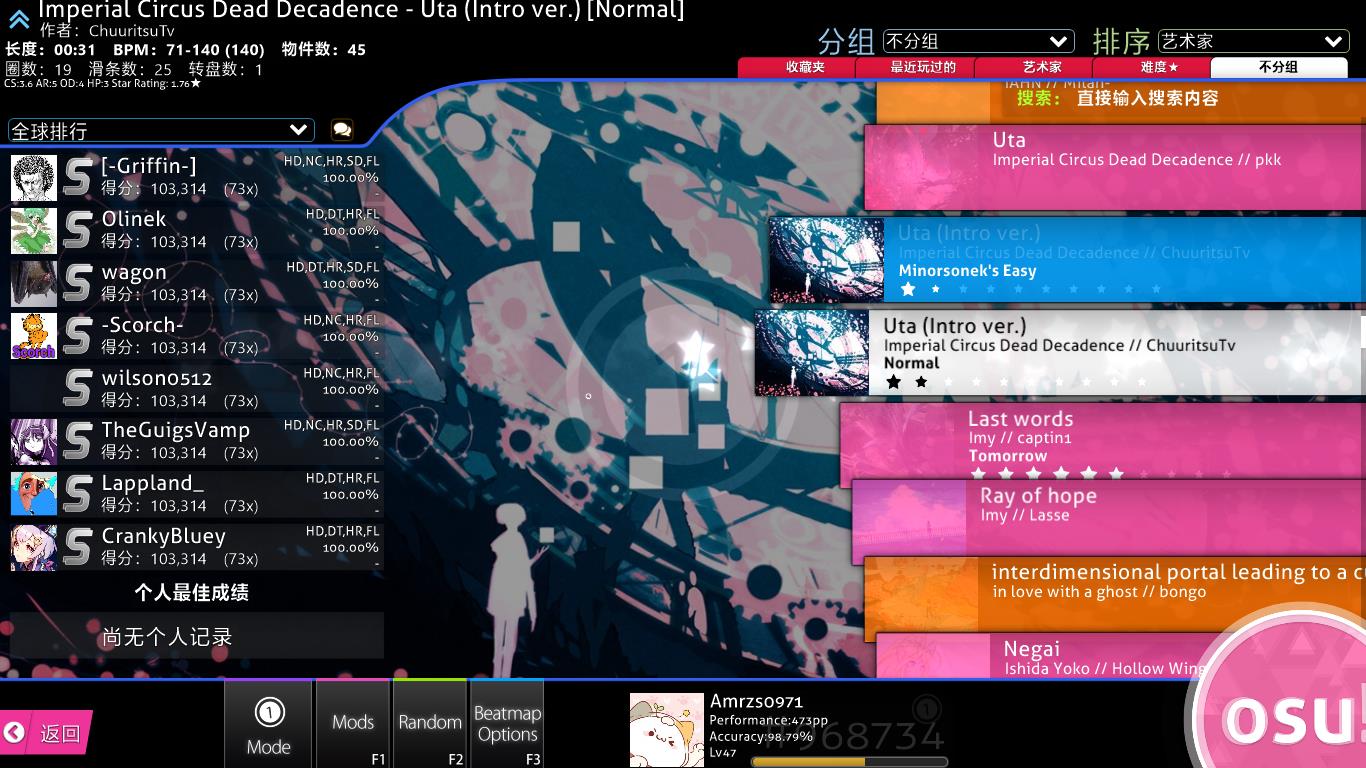 Imperial Circus Dead Decadence - Uta (Intro ver.) [Normal]
作者: ChuuritsuTv
长度: 00:31 BPM: 71-140 (140) 物件数: 45
圈数: 19 滑条数: 25 转盘数: 1
CS:3.6 AR:5 OD:4 HP:3 Star Rating: 1.76★
分组 不分组 排序 艺术家
收藏夹 最近玩过的 艺术家 难度★ 不分组
搜索: 直接输入搜索内容
全球排行
[-Griffin-] HD,NC,HR,SD,FL
得分: 103,314 (73x) 100.00%
-
Olinek HD,DT,HR,FL
得分: 103,314 (73x) 100.00%
-
wagon HD,DT,HR,SD,FL
得分: 103,314 (73x) 100.00%
-
-Scorch- HD,NC,HR,FL
得分: 103,314 (73x) 100.00%
-
Scorch
wilson0512 HD,NC,HR,FL
得分: 103,314 (73x) 100.00%
-
TheGuigsVamp HD,NC,HR,SD,FL
得分: 103,314 (73x) 100.00%
-
Lappland_ HD,DT,HR,FL
得分: 103,314 (73x) 100.00%
-
CrankyBluey HD,DT,HR,FL
得分: 103,314 (73x) 100.00%
-
个人最佳成绩
尚无个人记录
Uta
Imperial Circus Dead Decadence // pkk
Uta (Intro ver.)
Imperial Circus Dead Decadence // ChuuritsuTv
Minorsonek's Easy
Uta (Intro ver.)
Imperial Circus Dead Decadence // ChuuritsuTv
Normal
Last words
Imy // captin1
Tomorrow
Ray of hope
Imy // Lasse
interdimensional portal leading to a
in love with a ghost // bongo
Negai
Ishida Yoko // Hollow Wing
返回
1
Mode
Mods
F1
Random
F2
Beatmap
Options
F3
Amrzs0971
Performance:473pp
Accuracy:98.79%
Lv47
#968734
1
osu!